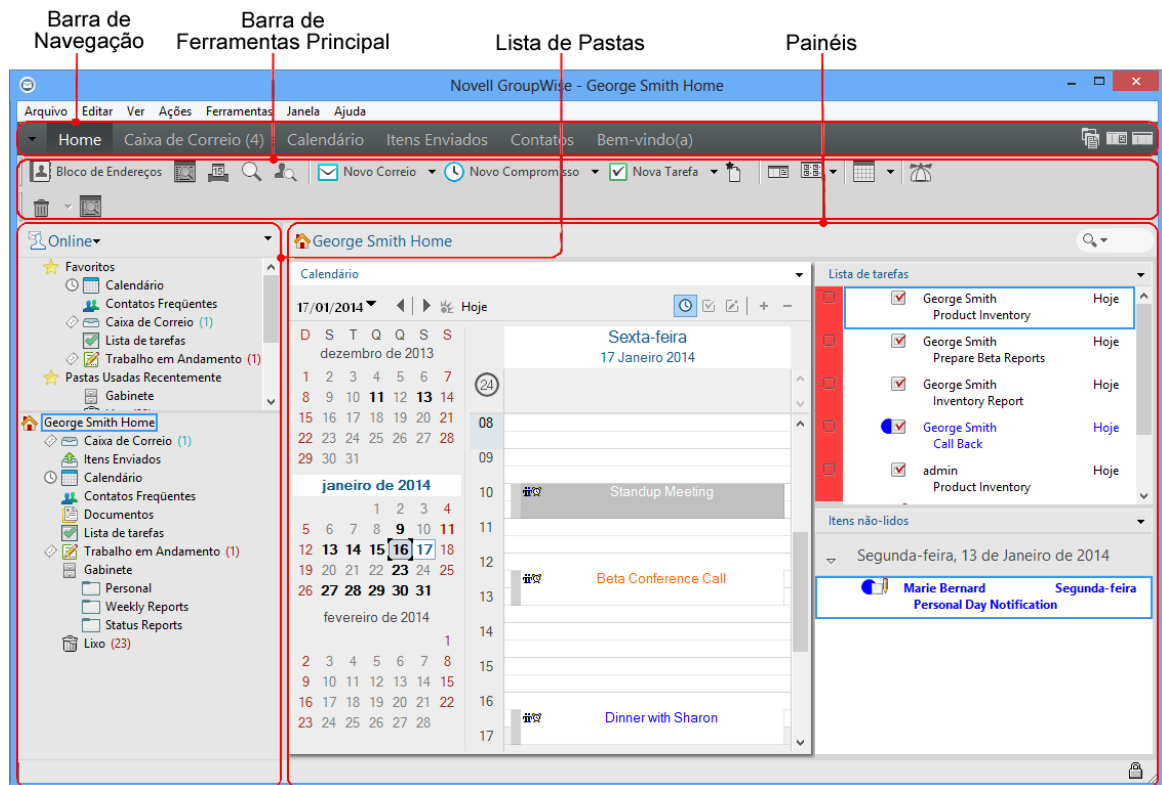 Barra de
Navegação
Barra de
Ferramentas Principal
Lista de Pastas
Painéis
Novell GroupWise - George Smith Home
Arquivo Editar Ver Ações Ferramentas Janela Ajuda
Home Caixa de Correio (4) Calendário Itens Enviados Contatos Bem-vindo(a)
Bloco de Endereços 15 Novo Correio Novo Compromisso Nova Tarefa
Online
Favoritos
Calendário
Contatos Freqüentes
Caixa de Correio (1)
Lista de tarefas
Trabalho em Andamento (1)
Pastas Usadas Recentemente
Gabinete
George Smith Home
Caixa de Correio (1)
Itens Enviados
Calendário
Contatos Freqüentes
Documentos
Lista de tarefas
Trabalho em Andamento (1)
Gabinete
Personal
Weekly Reports
Status Reports
Lixo (23)
George Smith Home
Calendário
17/01/2014 Hoje
D S T Q Q S S
dezembro de 2013
1 2 3 4 5 6 7
8 9 10 11 12 13 14
15 16 17 18 19 20 21
22 23 24 25 26 27 28
29 30 31
janeiro de 2014
1 2 3 4
5 6 7 8 9 10 11
12 13 14 15 16 17 18
19 20 21 22 23 24 25
26 27 28 29 30 31
fevereiro de 2014
1
2 3 4 5 6 7 8
9 10 11 12 13 14 15
16 17 18 19 20 21 22
23 24 25 26 27 28
Sexta-feira
17 Janeiro 2014
24
08
09
10 Standup Meeting
11
12
Beta Conference Call
13
14
15
16
Dinner with Sharon
17
Lista de tarefas
George Smith Hoje
Product Inventory
George Smith Hoje
Prepare Beta Reports
George Smith Hoje
Inventory Report
George Smith Hoje
Call Back
admin Hoje
Product Inventory
Itens não-lidos
Segunda-feira, 13 de Janeiro de 2014
Marie Bernard Segunda-feira
Personal Day Notification